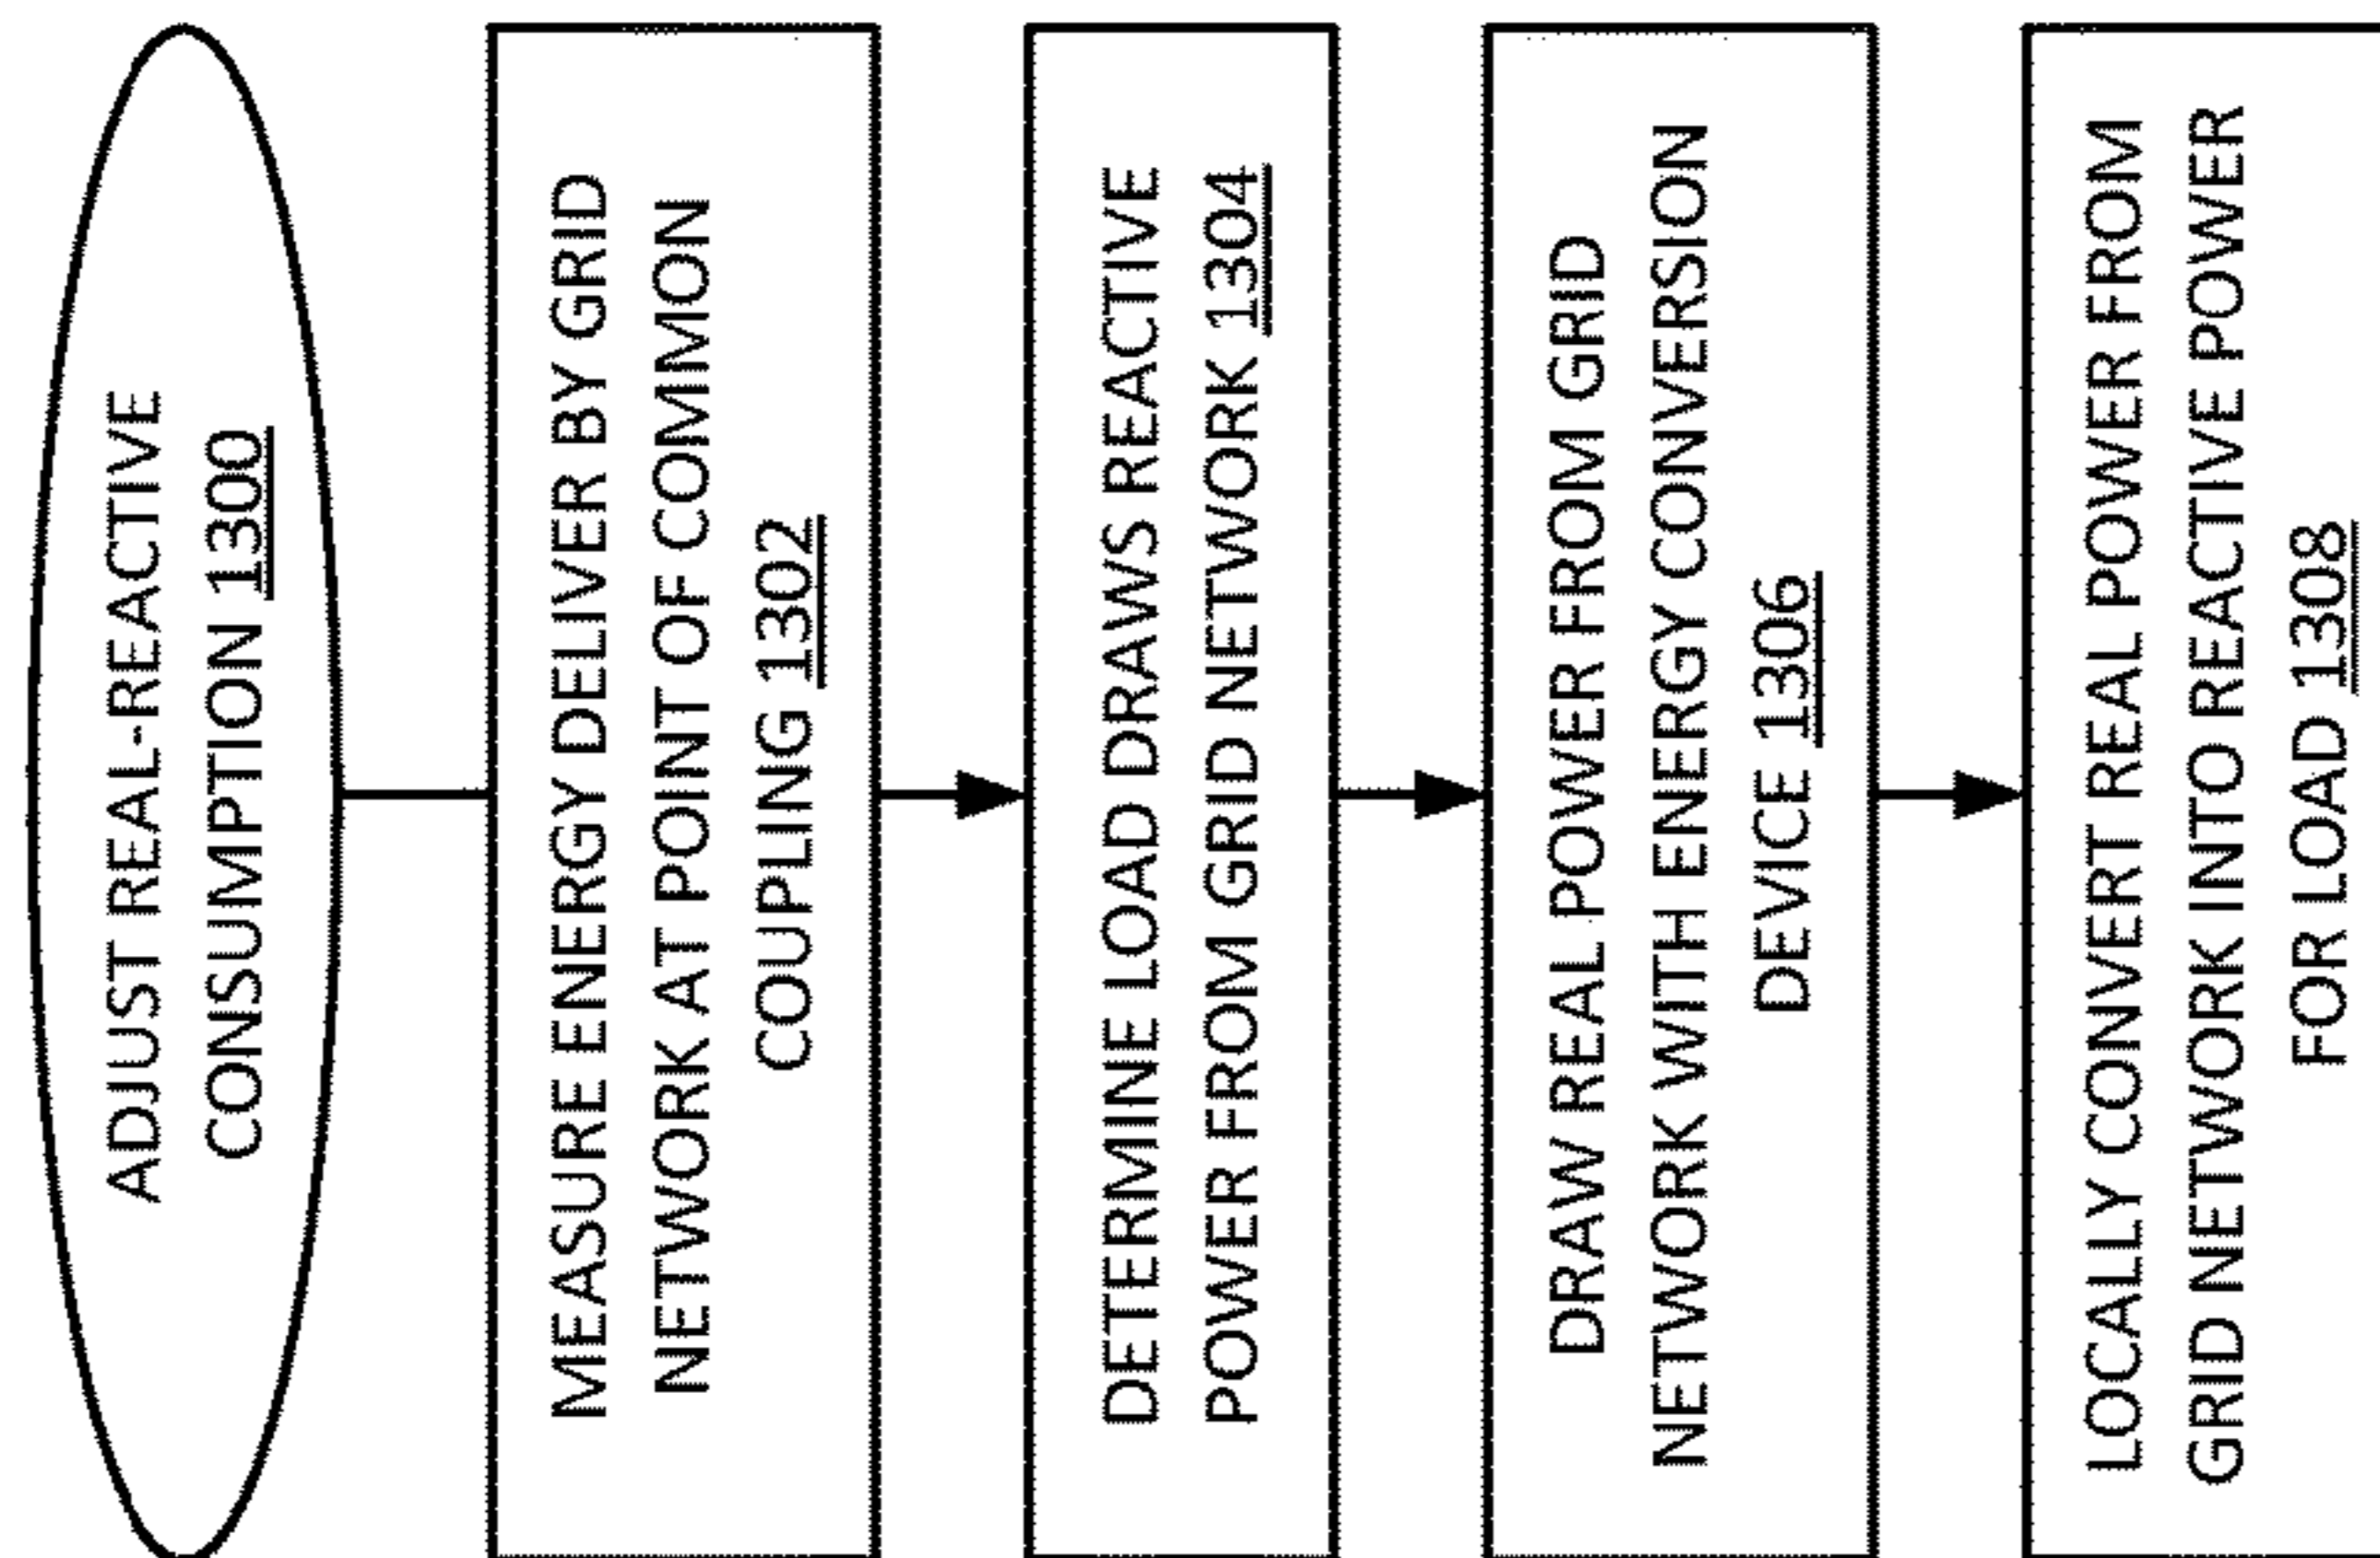 ADJUST REAL-REACTIVE
CONSUMPTION 1300
MEASURE ENERGY DELIVER BY GRID
NETWORK AT POINT OF COMMON
COUPLING 1302
DETERMINE LOAD DRAWS REACTIVE
POWER FROM GRID NETWORK 1304
DRAW REAL POWER FROM GRID
NETWORK WITH ENERGY CONVERSION
DEVICE 1306
LOCALLY CONVERT REAL POWER FROM
GRID NETWORK INTO REACTIVE POWER
FOR LOAD 1308